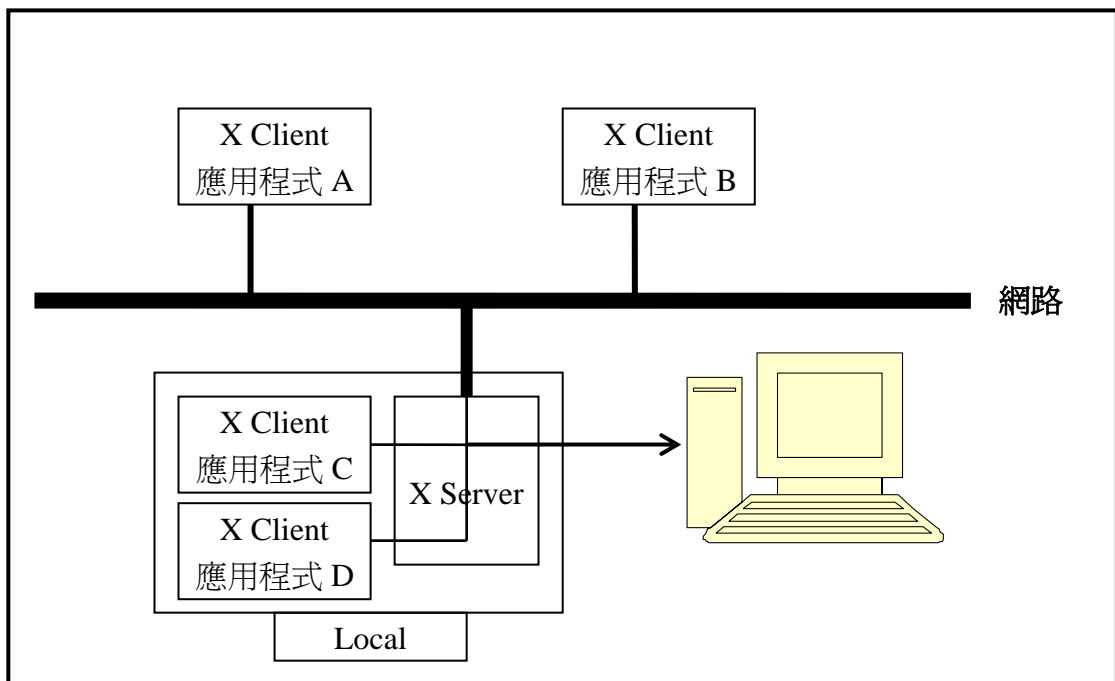 X Client
應用程式 A
X Client
應用程式 B
網路
X Client
應用程式 C
X Server
X Client
應用程式 D
Local